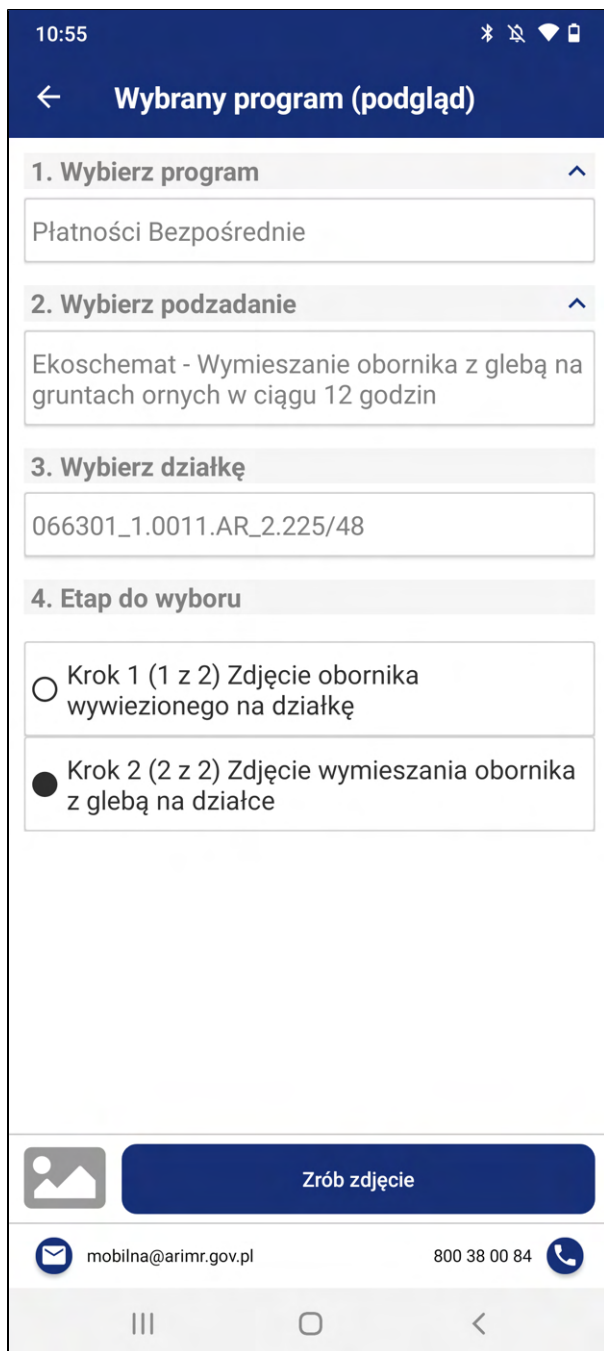 10:55
Wybrany program (podgląd)
1. Wybierz program
Płatności Bezpośrednie
2. Wybierz podzadanie
Ekoschemat - Wymieszanie obornika z glebą na
gruntach ornych w ciągu 12 godzin
3. Wybierz działkę
066301_1.0011.AR_2.225/48
4. Etap do wyboru
Krok 1 (1 z 2) Zdjęcie obornika
wywiezionego na działkę
Krok 2 (2 z 2) Zdjęcie wymieszania obornika
z glebą na działce
Zrób zdjęcie
mobilna@arimr.gov.pl 800 38 00 84